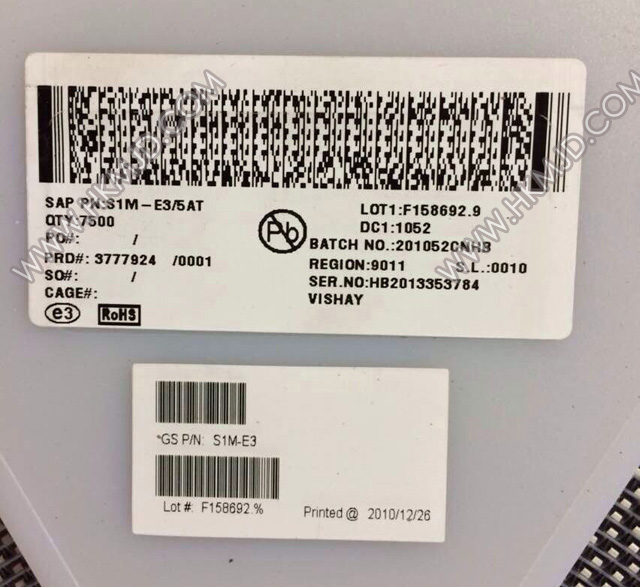 SAP PN:S1M-E3/5AT
QTY:7500
PO#: /
PRD#: 3777924 /0001
SO#: /
CAGE#:
e3 RoHS
Pb
LOT1:F158692.9
DC1:1052
BATCH NO.:201052CNHB
REGION:9011 S.L.:0010
SER.NO:HB2013353784
VISHAY
*GS P/N: S1M-E3
Lot #: F158692.%
Printed @ 2010/12/26
WWW.HKMJD.COM
WWW.HKMJD.COM